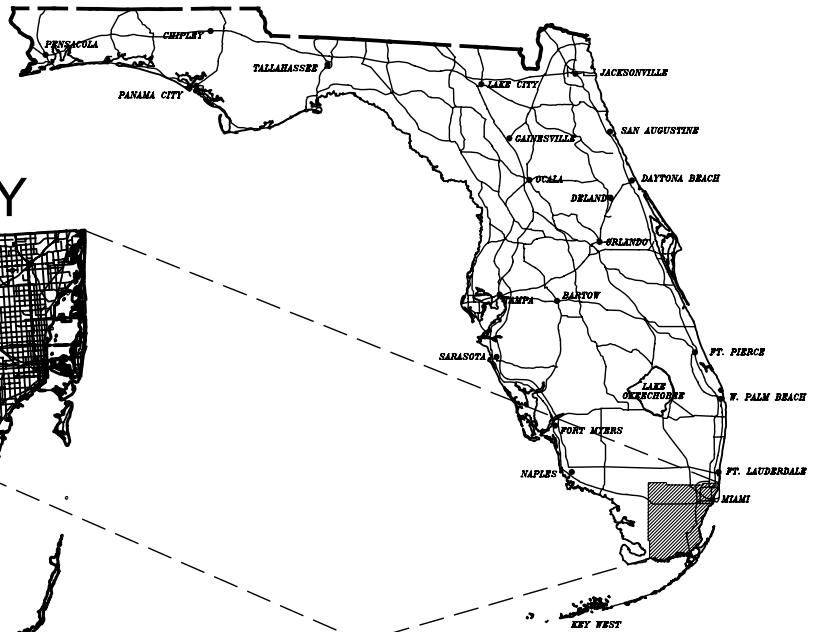 PENSACOLA
CHIPLEY
TALLAHASSEE
PANAMA CITY
JACKSONVILLE
LAKE CITY
SAN AUGUSTINE
GAINESVILLE
OCALA
DAYTONA BEACH
DELAND
Y
ORLANDO
TAMPA
BARTOW
SARASOTA
FT. PIERCE
LAKE
OKEECHOBEE
W. PALM BEACH
FORT MYERS
NAPLES
FT. LAUDERDALE
MIAMI
KEY WEST